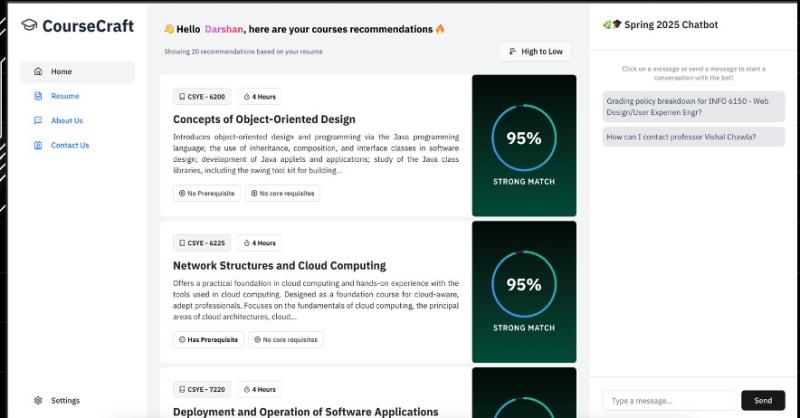 CourseCraft
Home
Resume
About Us
Contact Us
Settings
👋 Hello Darshan, here are your courses recommendations 🔥
Showing 20 recommendations based on your resume
High to Low
CSYE - 6200
4 Hours
Concepts of Object-Oriented Design
Introduces object-oriented design and programming via the Java programming
language; the use of inheritance, composition, and interface classes in software
design; development of Java applets and applications; study of the Java class
libraries, including the swing tool kit for building...
No Prerequisite
No core requisites
95%
STRONG MATCH
CSYE - 6225
4 Hours
Network Structures and Cloud Computing
Offers a practical foundation in cloud computing and hands-on experience with the
tools used in cloud computing. Designed as a foundation course for cloud-aware,
adept professionals. Focuses on the fundamentals of cloud computing, the principal
areas of cloud architectures, cloud...
Has Prerequisite
No core requisites
95%
STRONG MATCH
CSYE - 7220
4 Hours
Deployment and Operation of Software Applications
Spring 2025 Chatbot
Click on a message or send a message to start a
conversation with the bot!
Grading policy breakdown for INFO 6150 - Web
Design/User Experien Engr?
How can I contact professor Vishal Chawla?
Type a message...
Send